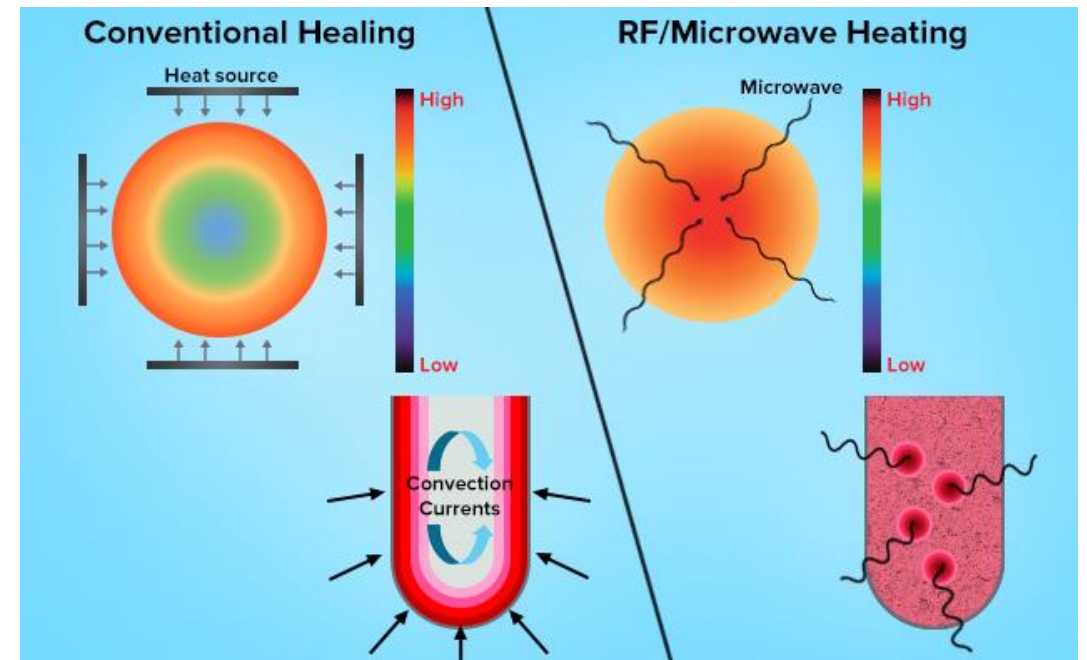 Conventional Healing
Heat source
High
Low
Convection
Currents
RF/Microwave Heating
Microwave
High
Low